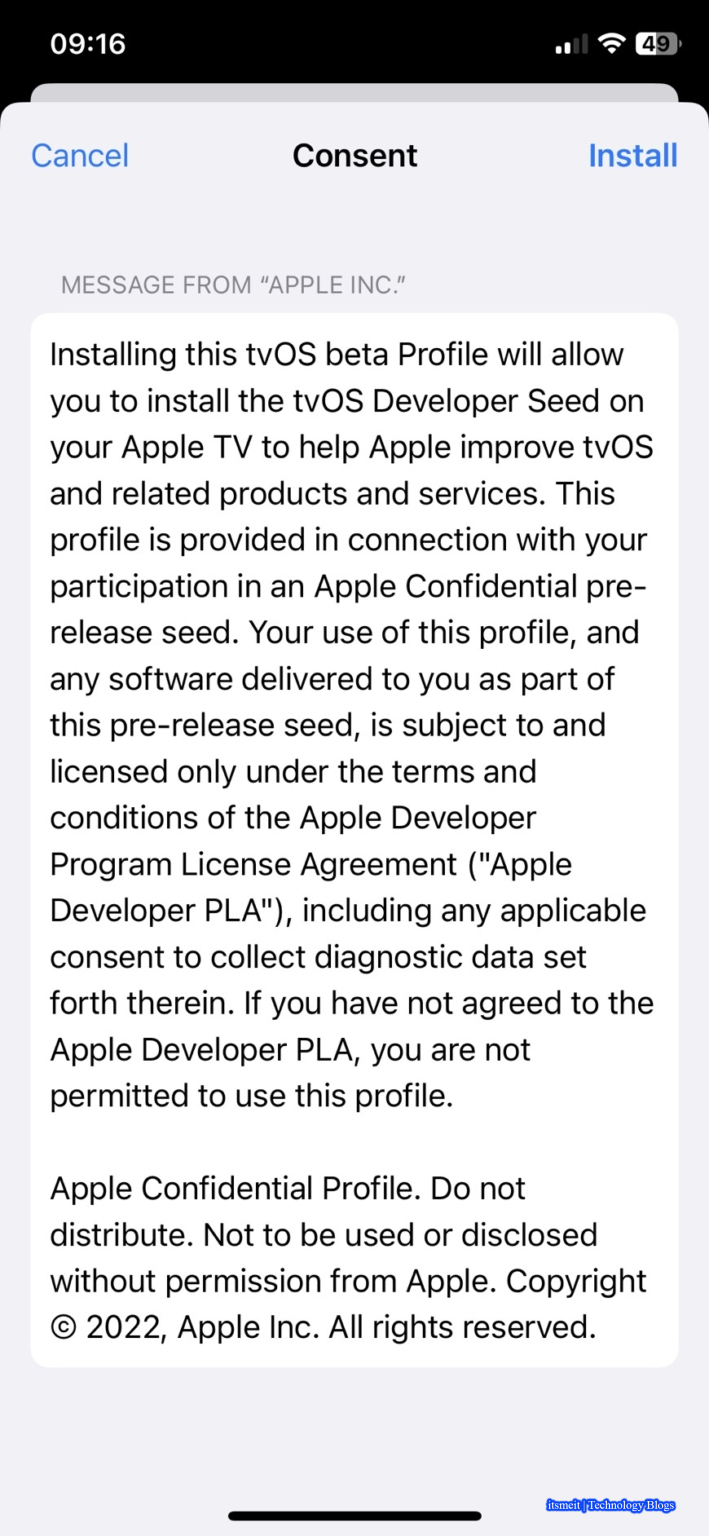 09:16
49
Cancel
Consent
Install
MESSAGE FROM “APPLE INC.”
Installing this tvOS beta Profile will allow
you to install the tvOS Developer Seed on
your Apple TV to help Apple improve tvOS
and related products and services. This
profile is provided in connection with your
participation in an Apple Confidential pre-
release seed. Your use of this profile, and
any software delivered to you as part of
this pre-release seed, is subject to and
licensed only under the terms and
conditions of the Apple Developer
Program License Agreement ("Apple
Developer PLA"), including any applicable
consent to collect diagnostic data set
forth therein. If you have not agreed to the
Apple Developer PLA, you are not
permitted to use this profile.
Apple Confidential Profile. Do not
distribute. Not to be used or disclosed
without permission from Apple. Copyright
© 2022, Apple Inc. All rights reserved.
itsmeit | Technology Blogs